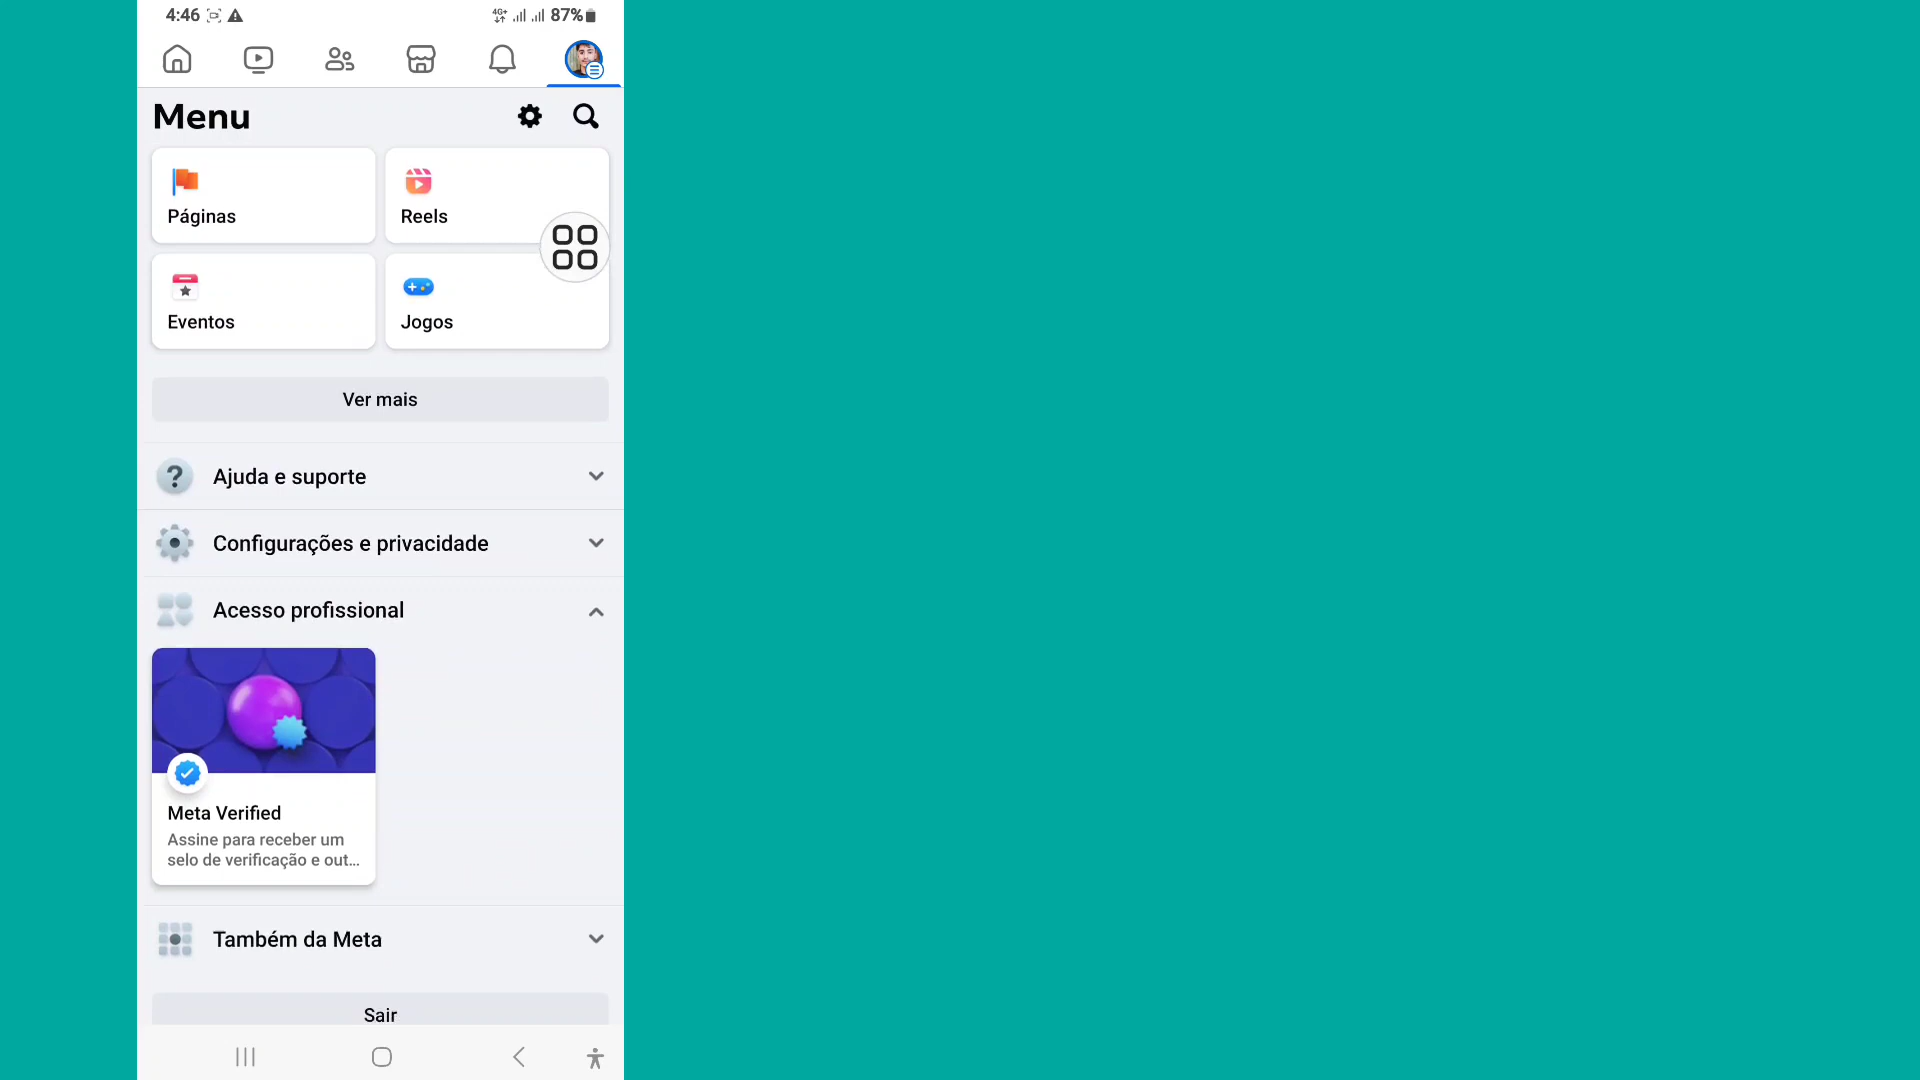 4:46
4G+
87%
Menu
Páginas
Reels
Eventos
Jogos
Ver mais
Ajuda e suporte
Configurações e privacidade
Acesso profissional
Meta Verified
Assine para receber um
selo de verificação e out...
Também da Meta
Sair